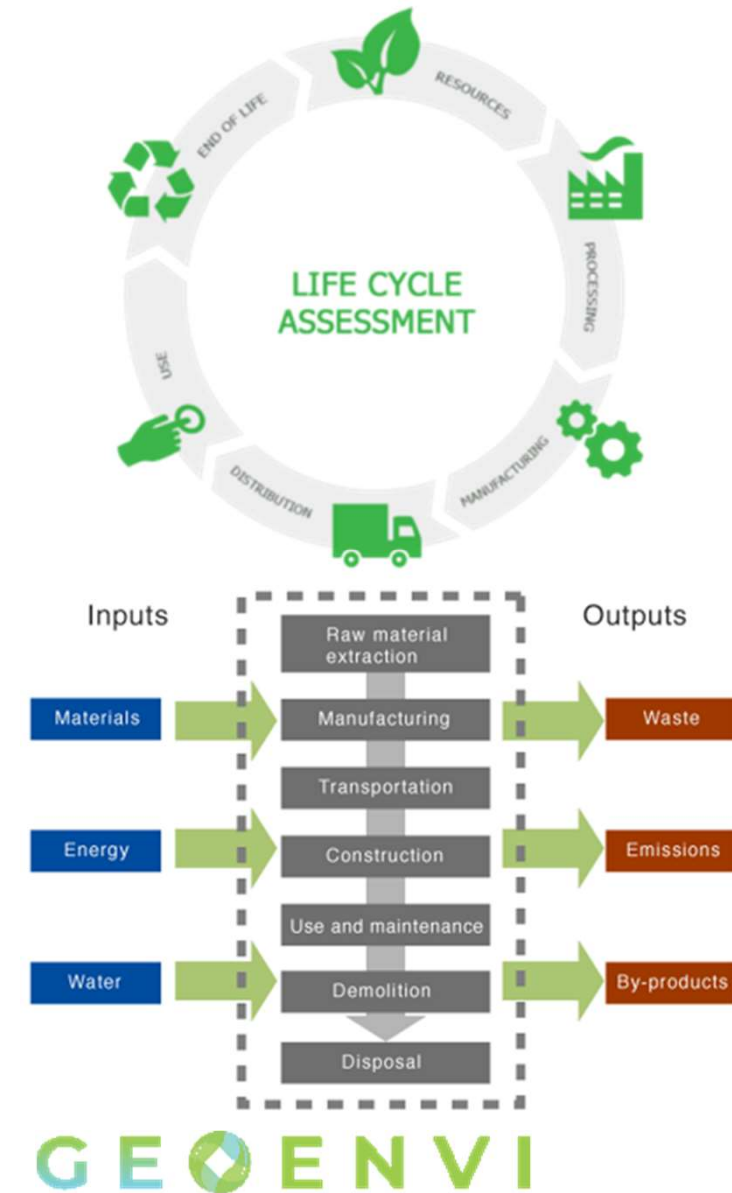 RESOURCES
PROCESSING
MANUFACTURING
DISTRIBUTION
USE
END OF LIFE
LIFE CYCLE
ASSESSMENT
Inputs
Outputs
Raw material
extraction
Materials
Manufacturing
Waste
Transportation
Energy
Construction
Emissions
Use and maintenance
Water
Demolition
By-products
Disposal
GEOENVI